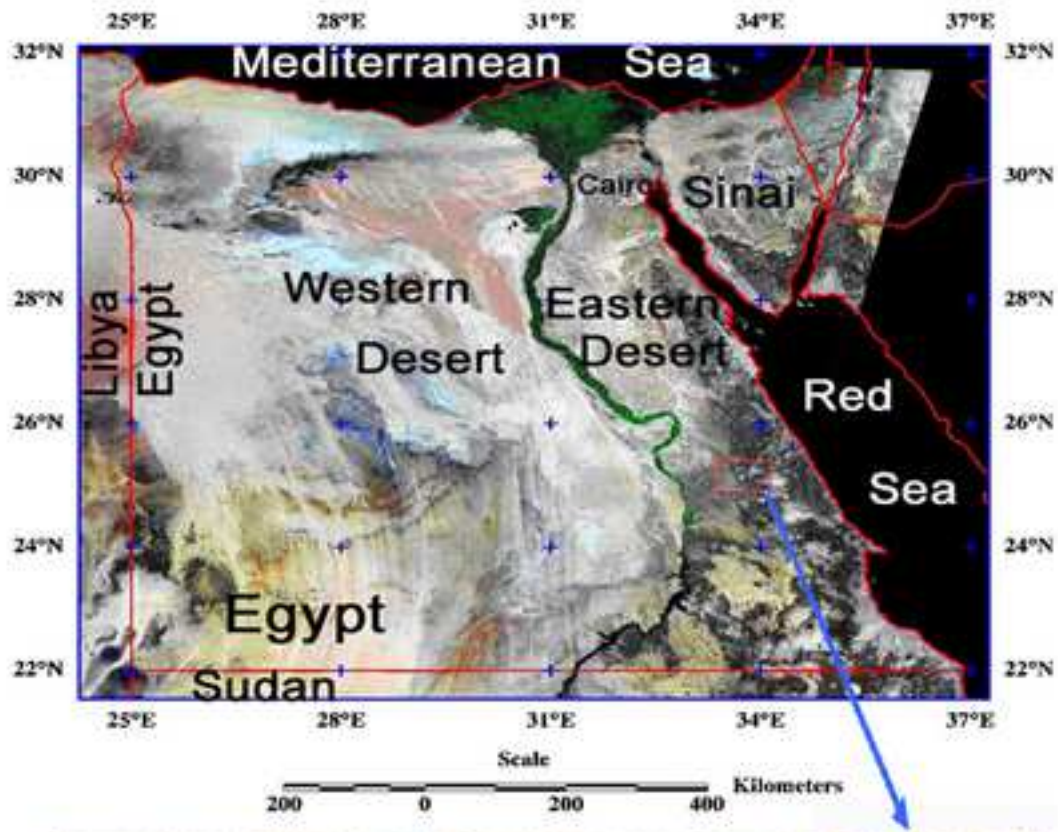 25°E 28°E 31°E 34°E 37°E
32°N 32°N
Mediterranean Sea
30°N 30°N
Cairo
Sinai
28°N 28°N
Western Desert
Eastern Desert
Libya
Egypt
26°N 26°N
Red Sea
24°N 24°N
Egypt
22°N 22°N
Sudan
25°E 28°E 31°E 34°E 37°E
Scale
Kilometers
200 0 200 400